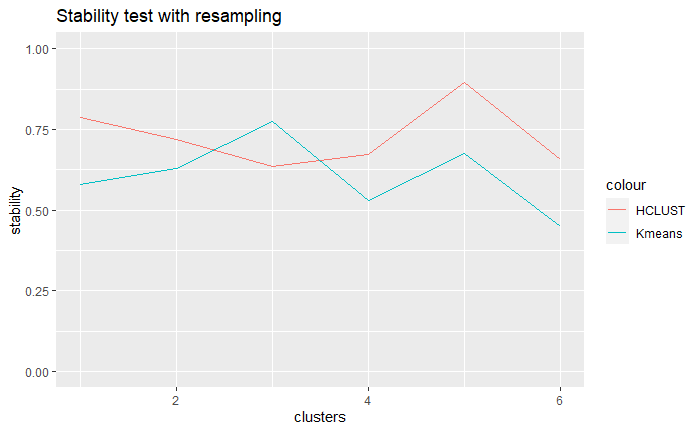 Stability test with resampling
1.00
0.75
0.50
0.25
0.00
stability
2
4
6
clusters
colour
HCLUST
Kmeans